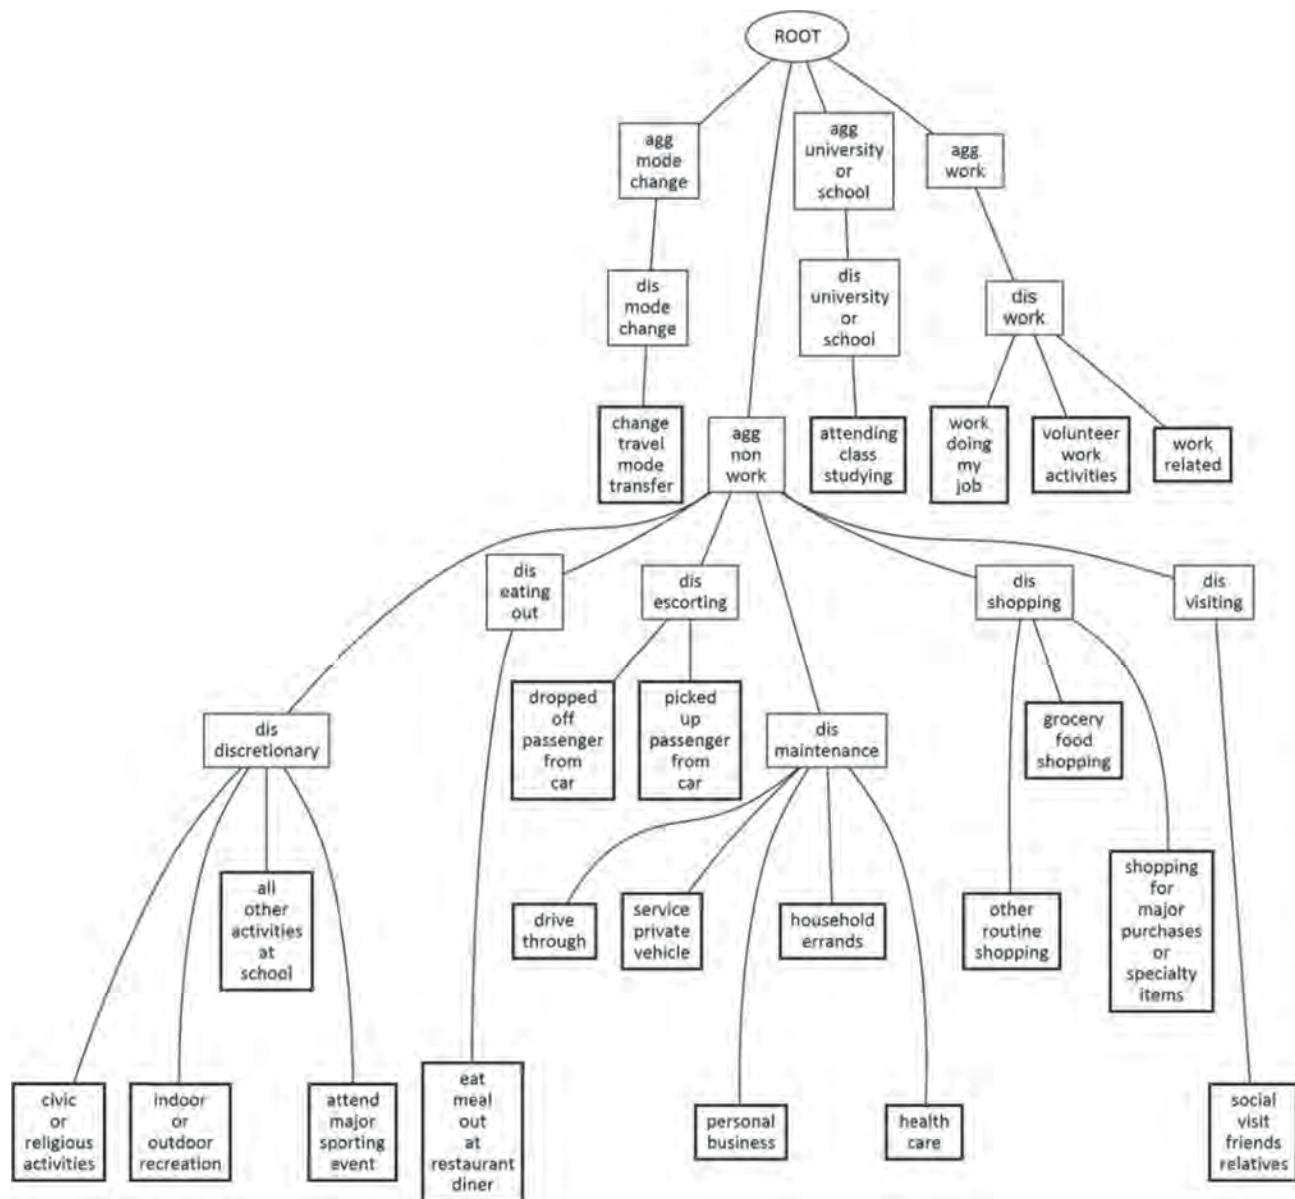 ROOT
agg
mode
change
agg
university
or
school
agg
work
dis
mode
change
dis
university
or
school
dis
work
change
travel
mode
transfer
agg
non
work
attending
class
studying
work
doing
my
job
volunteer
work
activities
work
related
dis
eating
out
dis
escorting
dis
shopping
dis
visiting
dis
discretionary
dropped
off
passenger
from
car
picked
up
passenger
from
car
dis
maintenance
grocery
food
shopping
all
other
activities
at
school
drive
through
service
private
vehicle
household
errands
other
routine
shopping
shopping
for
major
purchases
or
specialty
items
civic
or
religious
activities
indoor
or
outdoor
recreation
attend
major
sporting
event
eat
meal
out
at
restaurant
diner
personal
business
health
care
social
visit
friends
relatives